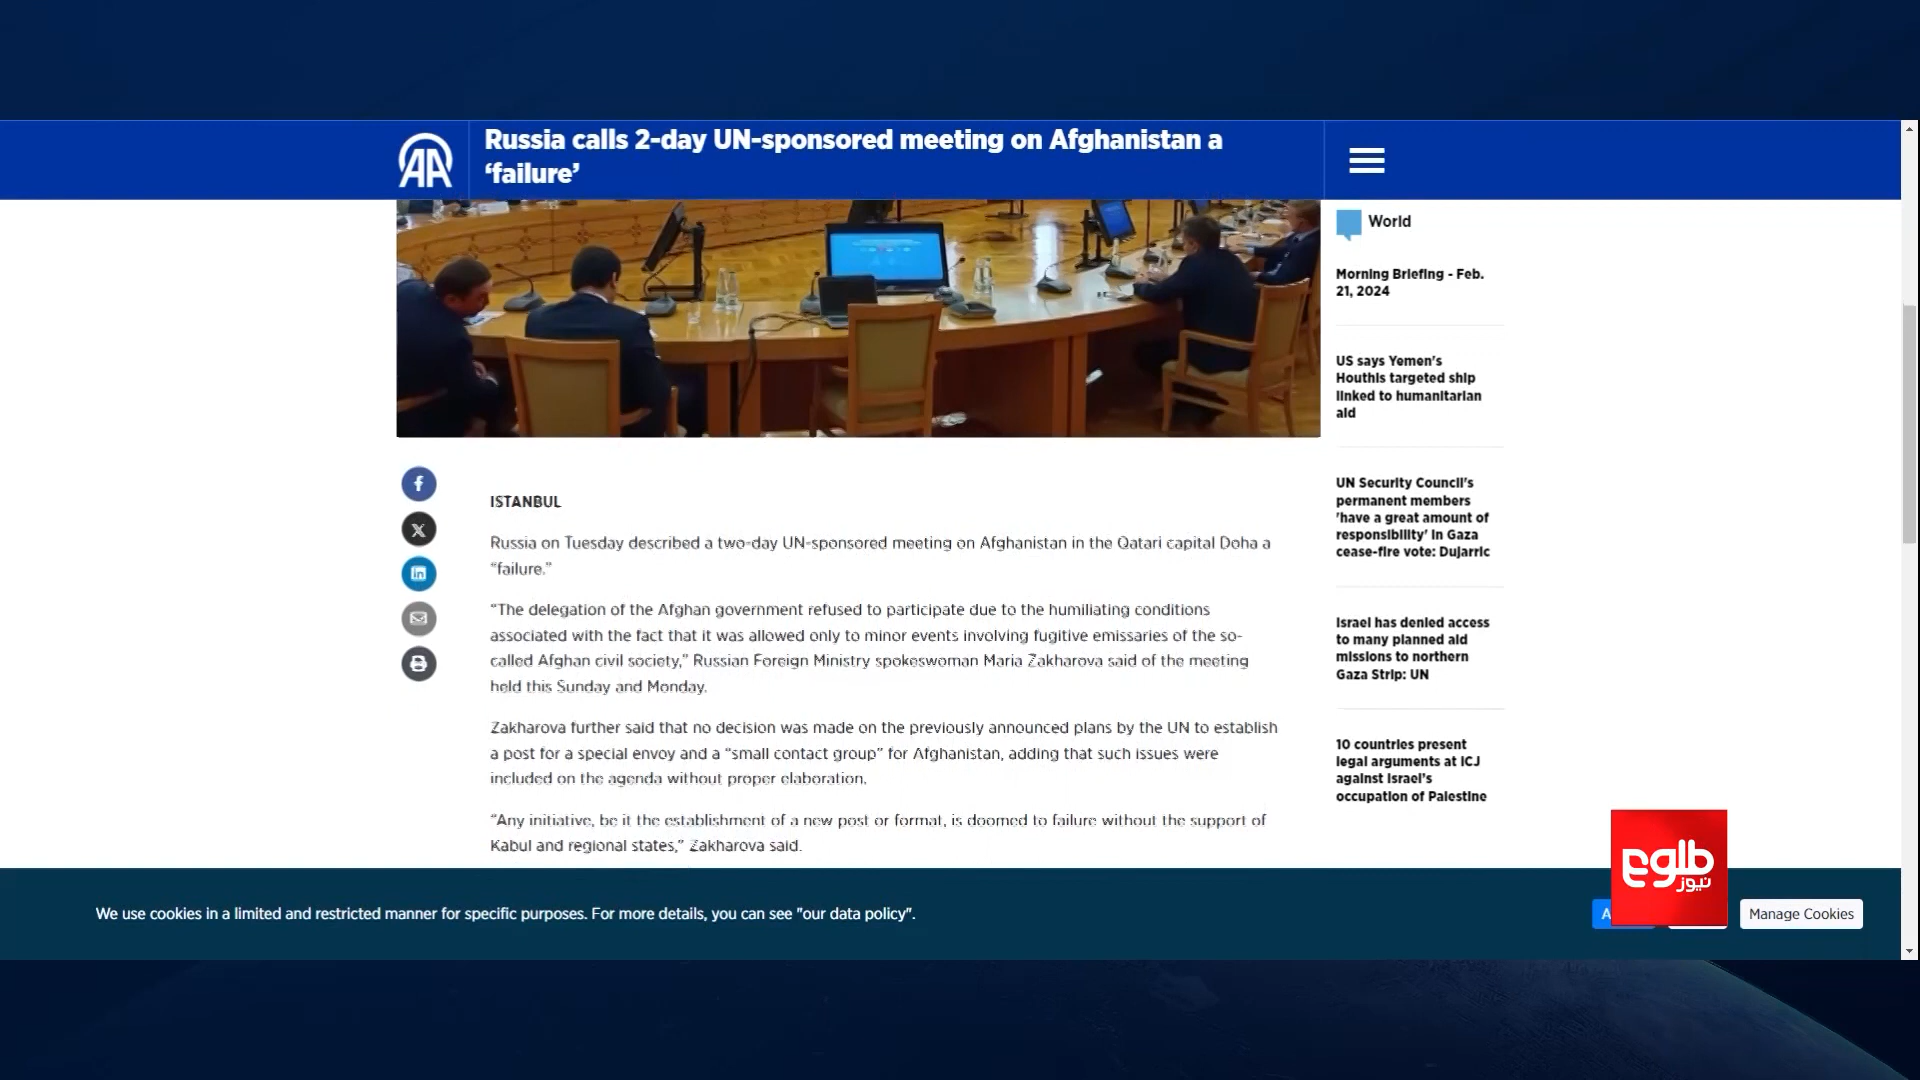 AA
Russia calls 2-day UN-sponsored meeting on Afghanistan a
‘failure’
ISTANBUL
Russia on Tuesday described a two-day UN-sponsored meeting on Afghanistan in the Qatari capital Doha a
“failure.”
“The delegation of the Afghan government refused to participate due to the humiliating conditions
associated with the fact that it was allowed only to minor events involving fugitive emissaries of the so-
called Afghan civil society,” Russian Foreign Ministry spokeswoman Maria Zakharova said of the meeting
held this Sunday and Monday.
Zakharova further said that no decision was made on the previously announced plans by the UN to establish
a post for a special envoy and a “small contact group” for Afghanistan, adding that such issues were
included on the agenda without proper elaboration.
“Any initiative, be it the establishment of a new post or format, is doomed to failure without the support of
Kabul and regional states,” Zakharova said.
World
Morning Briefing - Feb.
21, 2024
US says Yemen's
Houthis targeted ship
linked to humanitarian
aid
UN Security Council's
permanent members
'have a great amount of
responsibility' in Gaza
cease-fire vote: Dujarric
Israel has denied access
to many planned aid
missions to northern
Gaza Strip: UN
10 countries present
legal arguments at ICJ
against Israel’s
occupation of Palestine
طلوع
نیوز
We use cookies in a limited and restricted manner for specific purposes. For more details, you can see "our data policy".
Manage Cookies